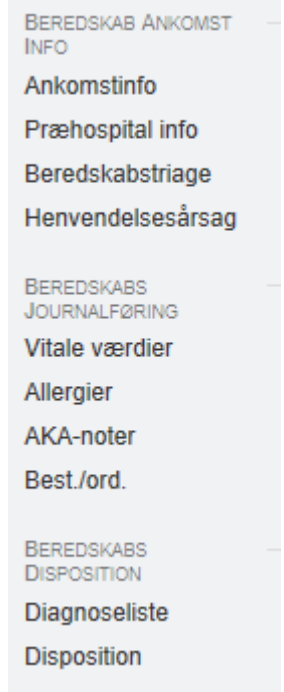 BEREDSKAB ANKOMST
INFO
Ankomstinfo
Præhospital info
Beredskabstriage
Henvendelsesårsag
BEREDSKABS
JOURNALFØRING
Vitale værdier
Allergier
AKA-noter
Best./ord.
BEREDSKABS
DISPOSITION
Diagnoseliste
Disposition